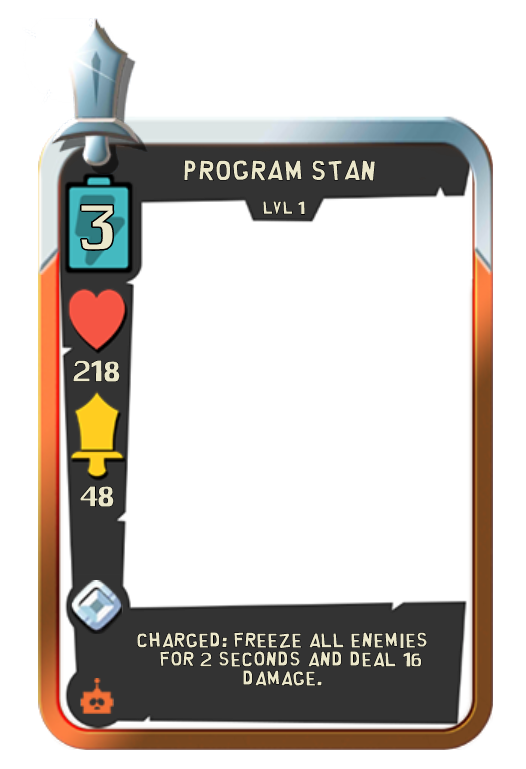 PROGRAM STAN
LVL 1
3
218
48
CHARGED: FREEZE ALL ENEMIES
FOR 2 SECONDS AND DEAL 16
DAMAGE.